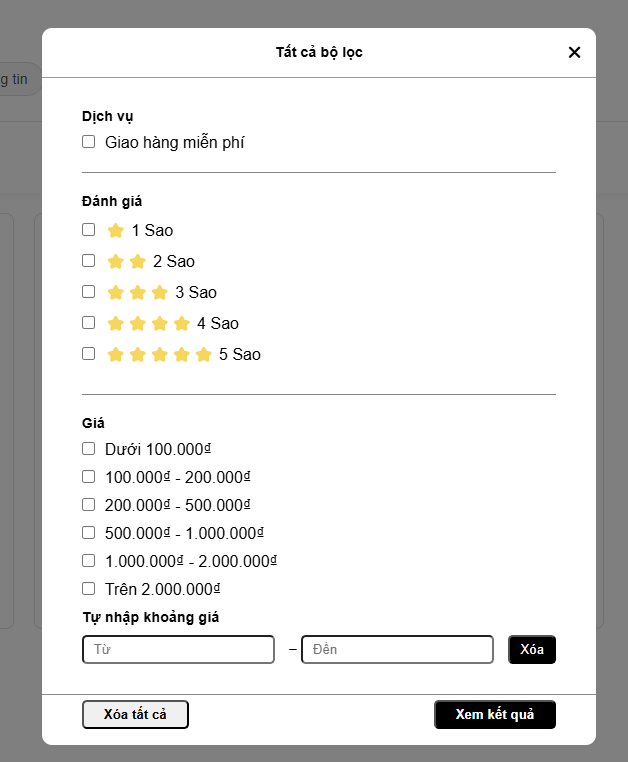 Tất cả bộ lọc
g tin
Dịch vụ
Giao hàng miễn phí
Đánh giá
1 Sao
2 Sao
3 Sao
4 Sao
5 Sao
Giá
Dưới 100.000₫
100.000₫ - 200.000₫
200.000₫ - 500.000₫
500.000₫ - 1.000.000₫
1.000.000₫ - 2.000.000₫
Trên 2.000.000₫
Tự nhập khoảng giá
Từ – Đến Xóa
Xóa tất cả Xem kết quả